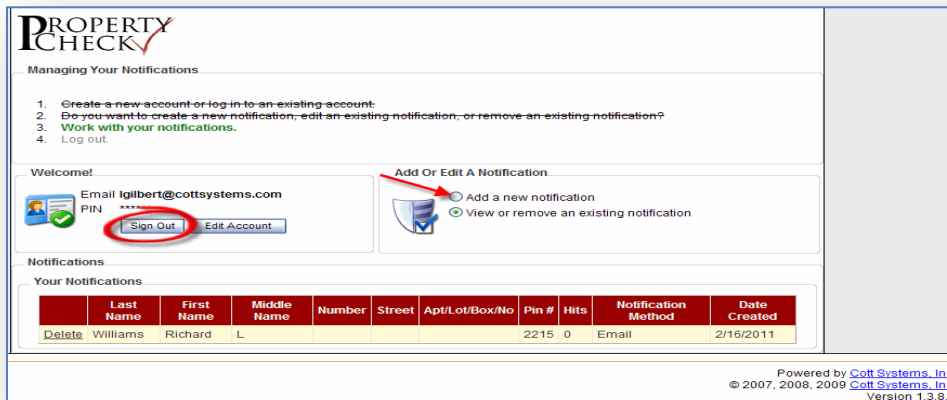 PROPERTY
CHECK
Managing Your Notifications
1. Create a new account or log in to an existing account.
2. Do you want to create a new notification, edit an existing notification, or remove an existing notification?
3. Work with your notifications.
4. Log out.
Welcome!
Email lgilbert@cottsystems.com
PIN ******
Sign Out Edit Account
Add Or Edit A Notification
Add a new notification
View or remove an existing notification
Notifications
Your Notifications
Last Name First Name Middle Name Number Street Apt/Lot/Box/No Pin # Hits Notification Method Date Created
Delete Williams Richard L 2215 0 Email 2/16/2011
Powered by Cott Systems, In
© 2007, 2008, 2009 Cott Systems, In
Version 1.3.8.